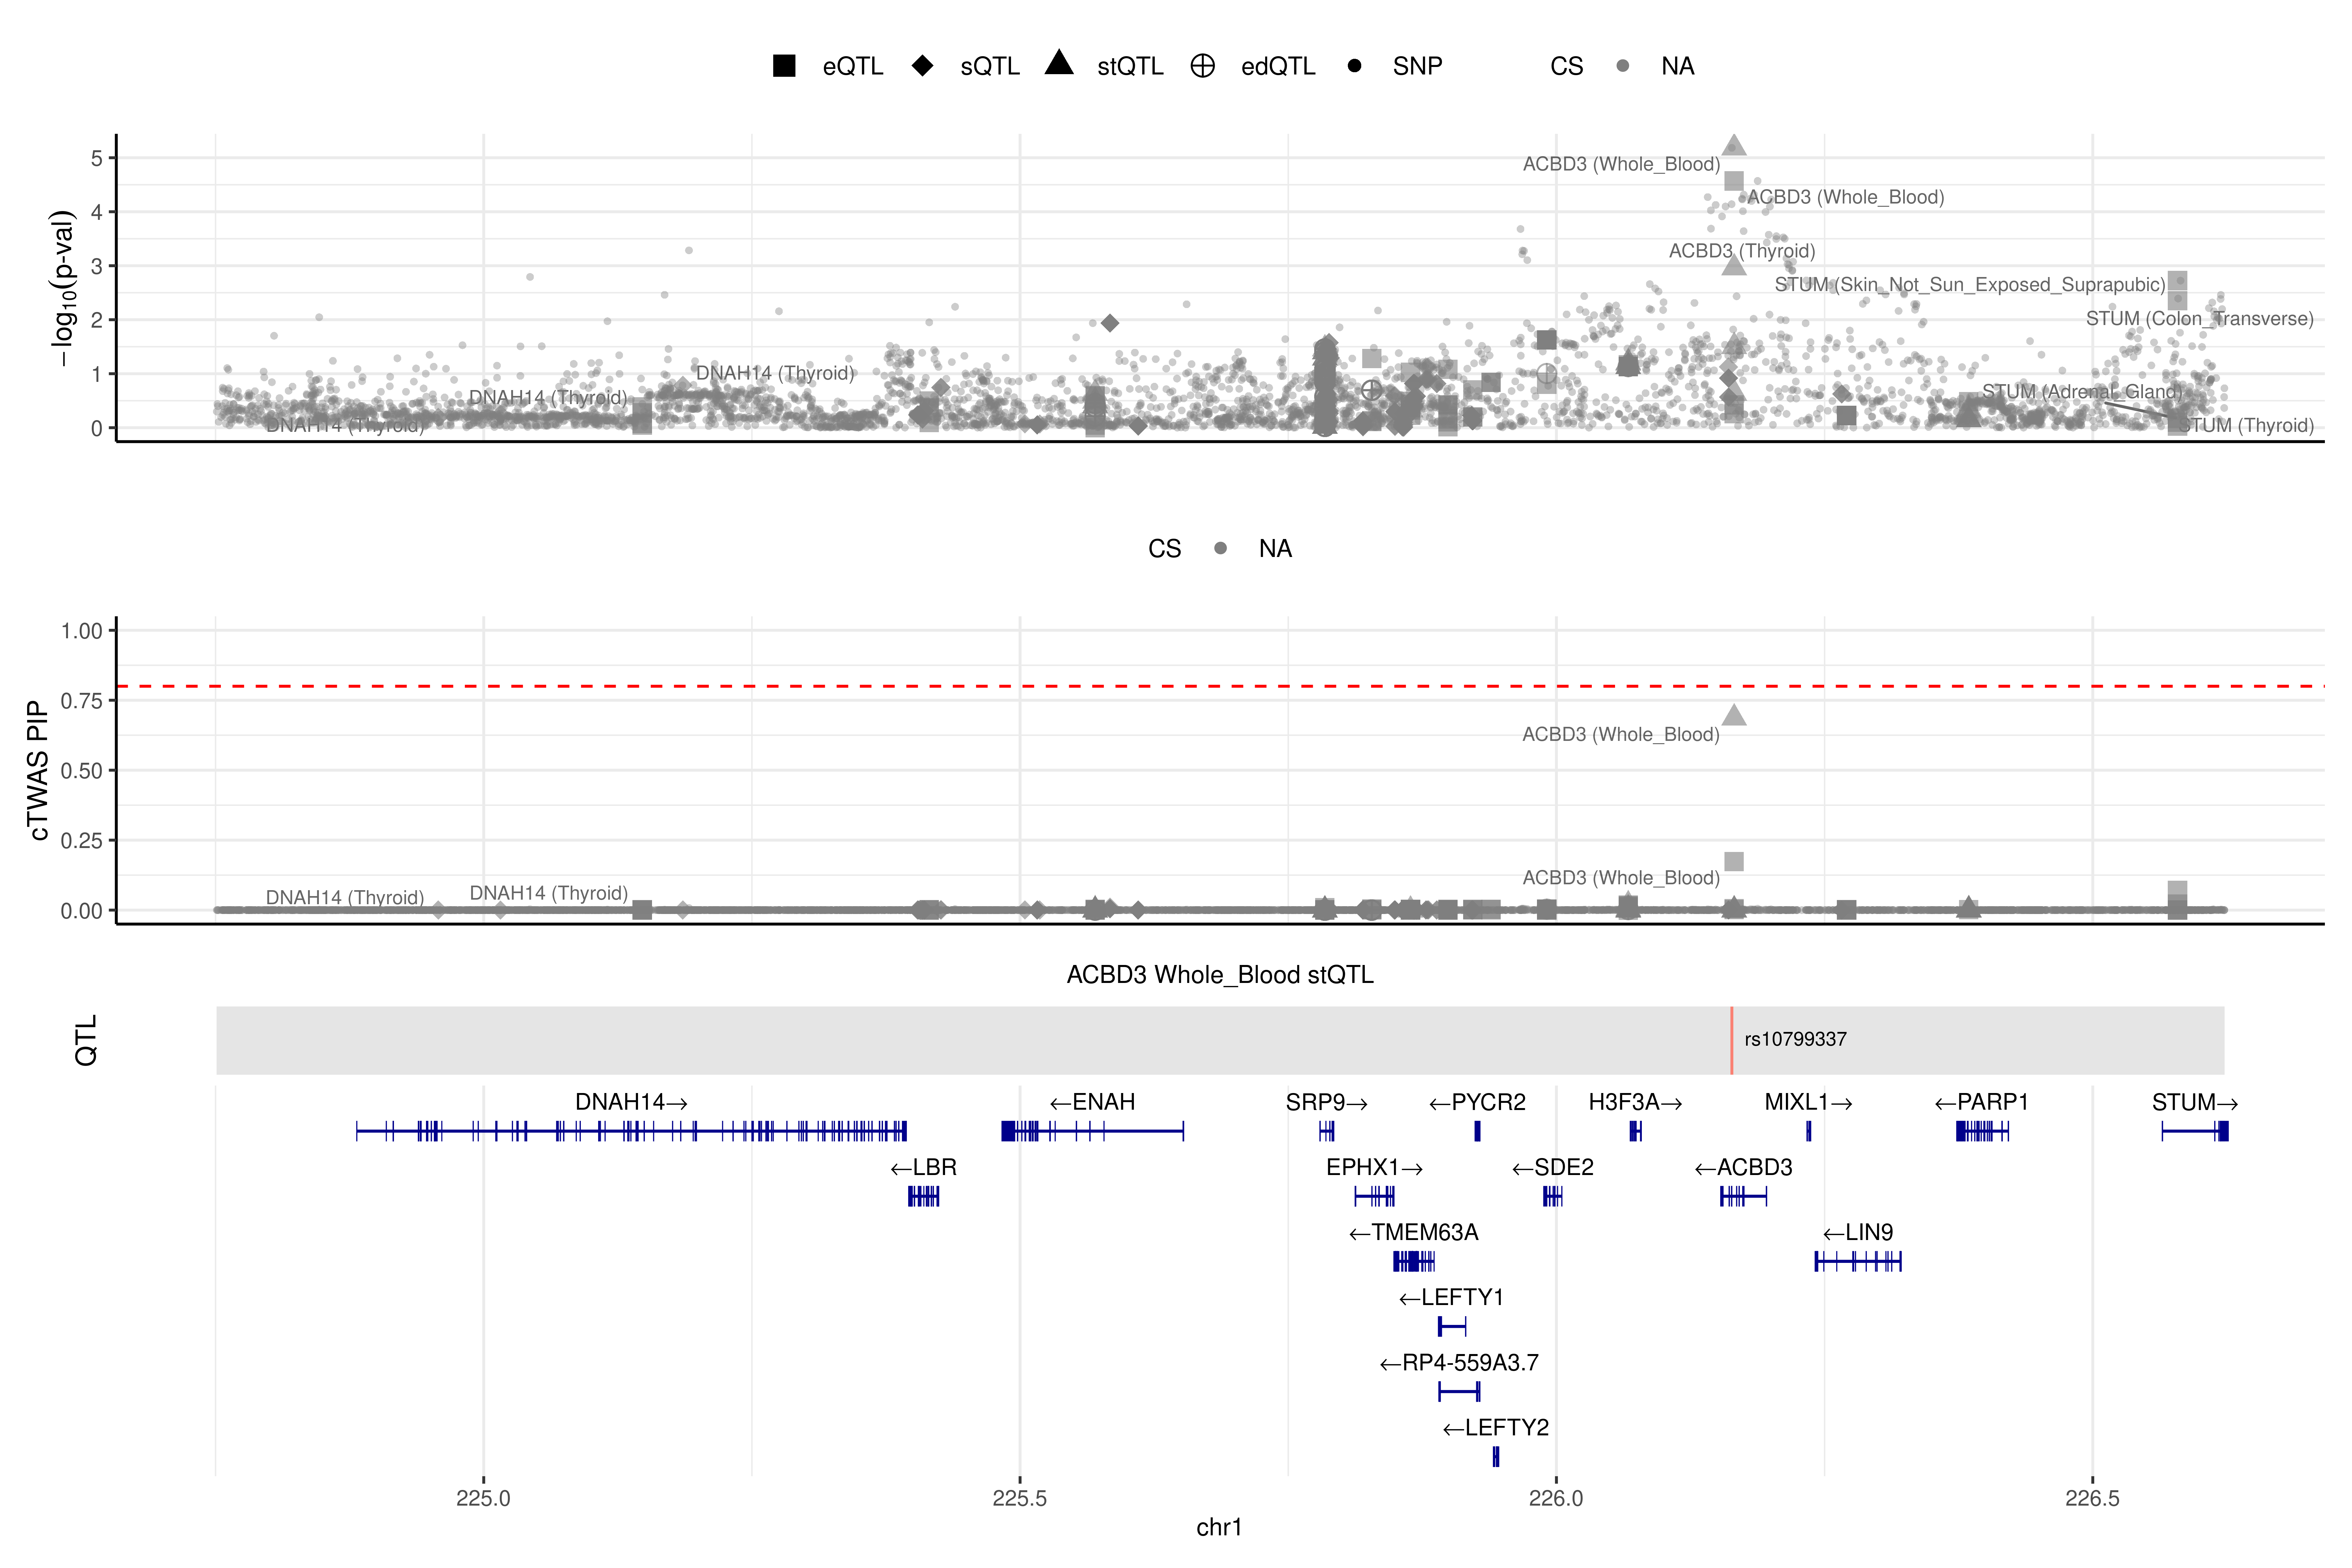 eQTL sQTL stQTL edQTL SNP CS NA
−log10(p-val)
5
4
3
2
1
0
ACBD3 (Whole_Blood)
ACBD3 (Whole_Blood)
ACBD3 (Thyroid)
STUM (Skin_Not_Sun_Exposed_Suprapubic)
STUM (Colon_Transverse)
DNAH14 (Thyroid)
DNAH14 (Thyroid)
STUM (Adrenal_Gland)
DNAH14 (Thyroid)
STUM (Thyroid)
CS NA
cTWAS PIP
1.00
0.75
0.50
0.25
0.00
ACBD3 (Whole_Blood)
ACBD3 (Whole_Blood)
DNAH14 (Thyroid)
DNAH14 (Thyroid)
ACBD3 Whole_Blood stQTL
QTL
rs10799337
DNAH14→ ←ENAH SRP9→ ←PYCR2 H3F3A→ MIXL1→ ←PARP1 STUM→
←LBR EPHX1→ ←SDE2 ←ACBD3
←TMEM63A ←LIN9
←LEFTY1
←RP4-559A3.7
←LEFTY2
225.0 225.5 226.0 226.5
chr1